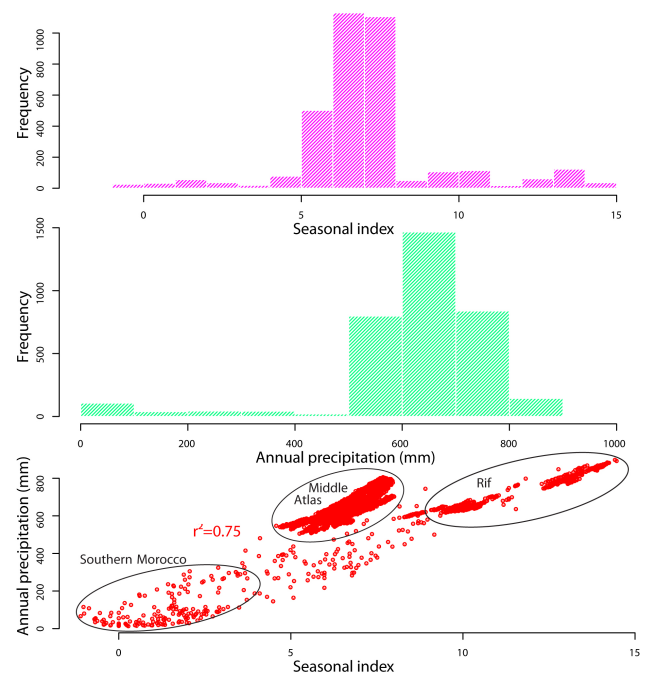 Frequency
0
200
400
600
800
1000
0
5
10
15
Seasonal index
Frequency
0
500
1000
1500
0
200
400
600
800
1000
Annual precipitation (mm)
Annual precipitation (mm)
0
200
400
600
800
Middle
Atlas
Rif
r²=0.75
Southern Morocco
0
5
10
15
Seasonal index